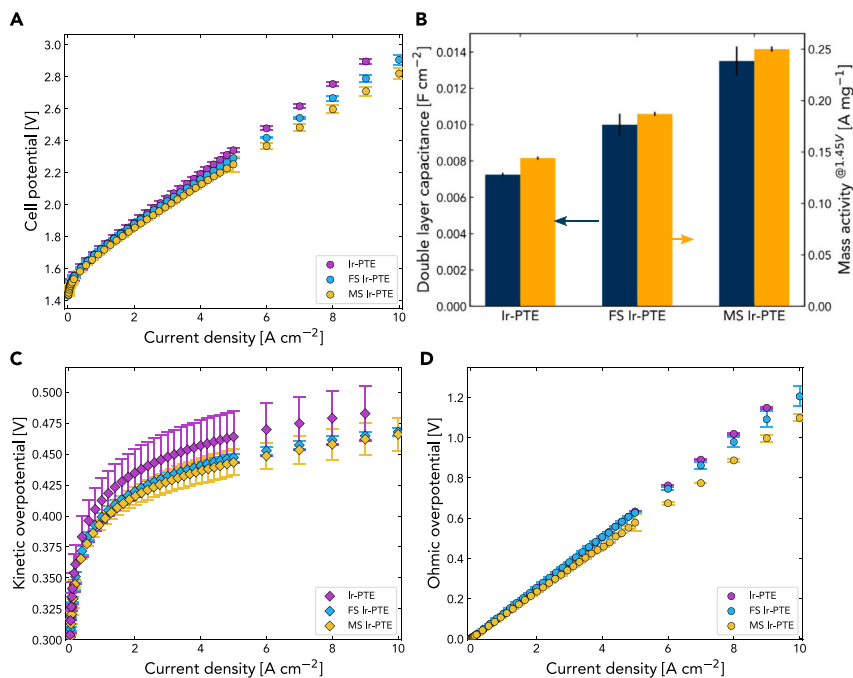 A
3.0
2.8
2.6
2.4
2.2
2.0
1.8
1.6
1.4
Cell potential [V]
Ir-PTE
FS Ir-PTE
MS Ir-PTE
0 2 4 6 8 10
Current density [A cm⁻²]
B
0.014
0.012
0.010
0.008
0.006
0.004
0.002
0.000
Double layer capacitance [F cm⁻²]
0.25
0.20
0.15
0.10
0.05
0.00
Mass activity @1.45V [A mg⁻¹]
Ir-PTE FS Ir-PTE MS Ir-PTE
C
0.500
0.475
0.450
0.425
0.400
0.375
0.350
0.325
0.300
Kinetic overpotential [V]
Ir-PTE
FS Ir-PTE
MS Ir-PTE
0 2 4 6 8 10
Current density [A cm⁻²]
D
1.2
1.0
0.8
0.6
0.4
0.2
0.0
Ohmic overpotential [V]
Ir-PTE
FS Ir-PTE
MS Ir-PTE
0 2 4 6 8 10
Current density [A cm⁻²]